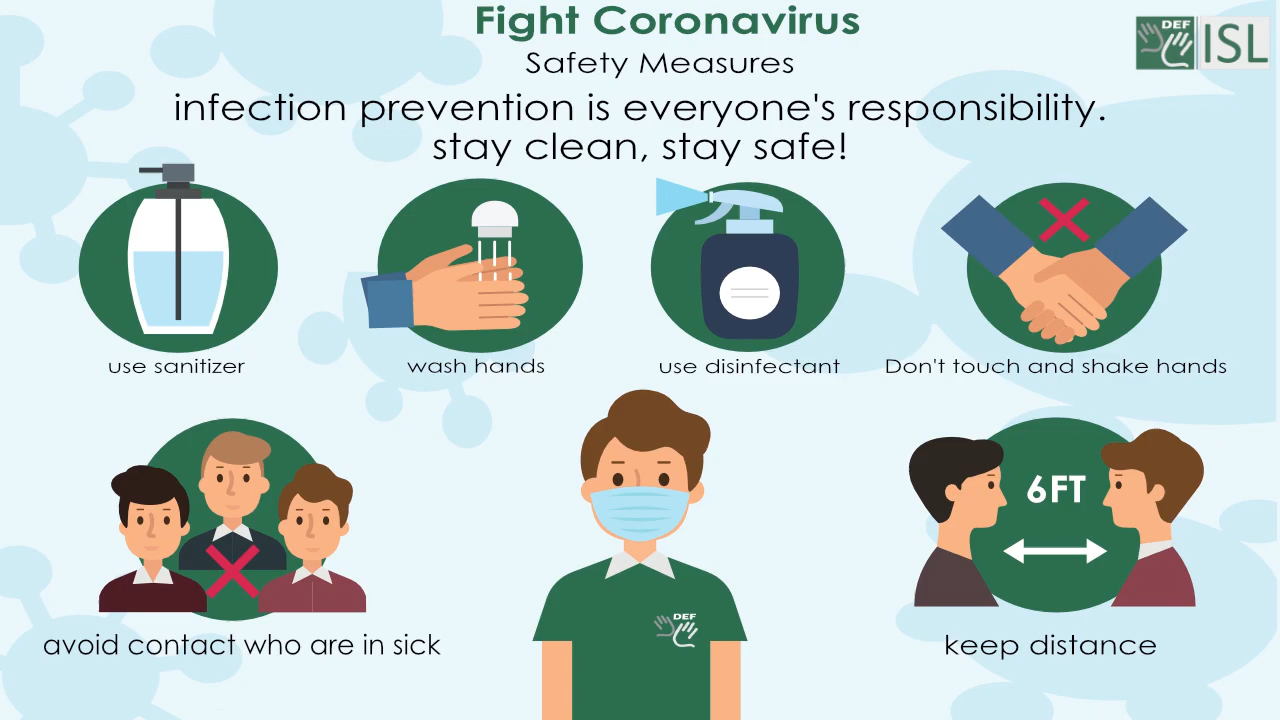 Fight Coronavirus
Safety Measures
DEF
ISL
infection prevention is everyone's responsibility.
stay clean, stay safe!
use sanitizer
wash hands
use disinfectant
Don't touch and shake hands
6FT
DEF
avoid contact who are in sick
keep distance